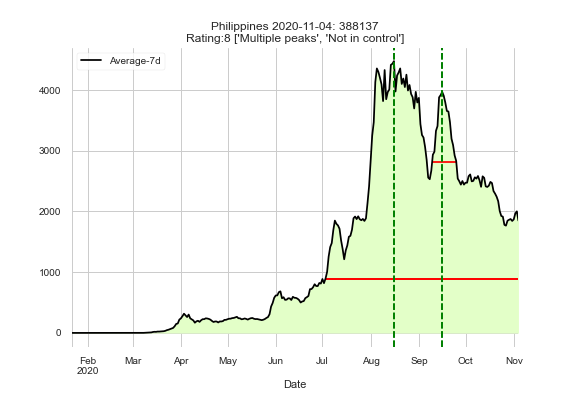 Philippines 2020-11-04: 388137
Rating:8 ['Multiple peaks', 'Not in control']
Average-7d
4000
3000
2000
1000
0
Feb Mar Apr May Jun Jul Aug Sep Oct Nov
2020
Date